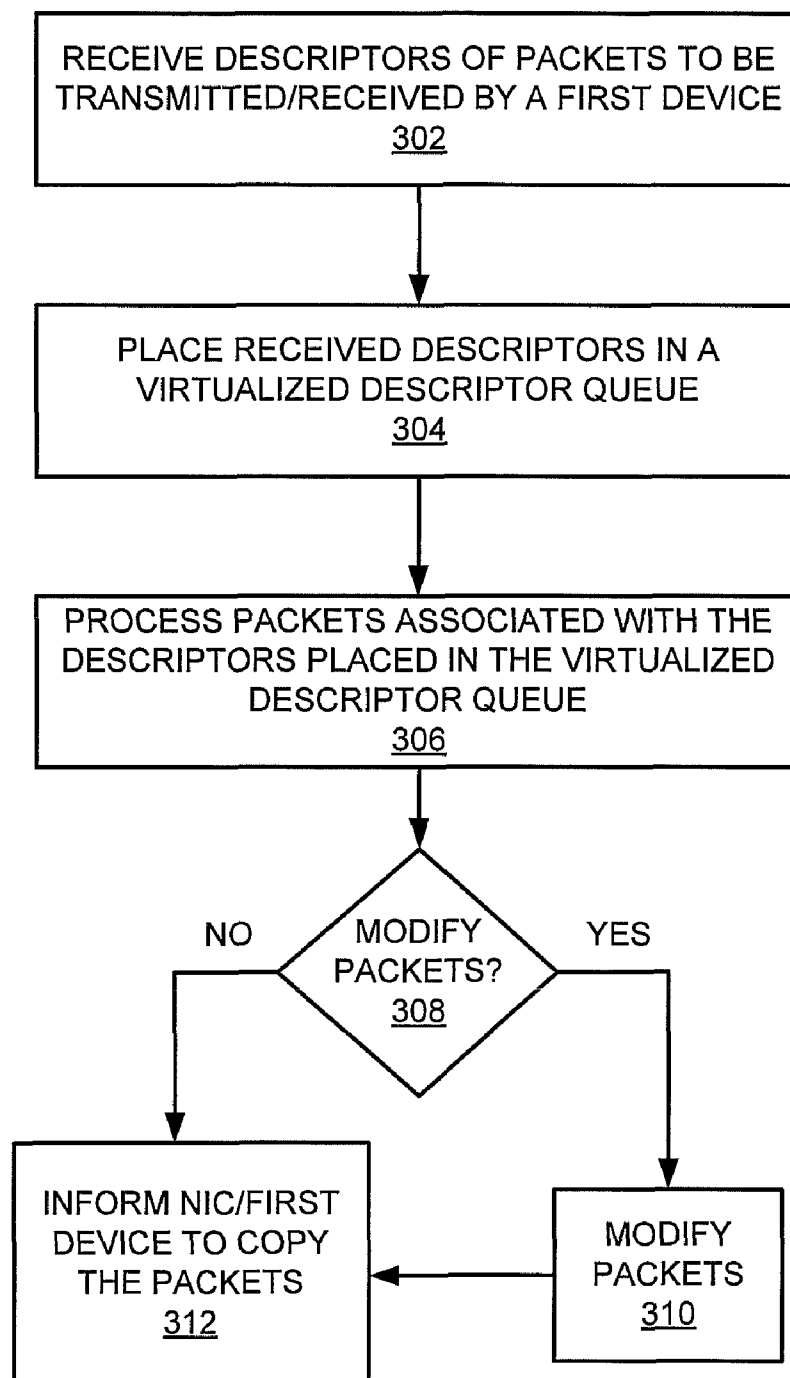 RECEIVE DESCRIPTORS OF PACKETS TO BE
TRANSMITTED/RECEIVED BY A FIRST DEVICE
302
PLACE RECEIVED DESCRIPTORS IN A
VIRTUALIZED DESCRIPTOR QUEUE
304
PROCESS PACKETS ASSOCIATED WITH THE
DESCRIPTORS PLACED IN THE VIRTUALIZED
DESCRIPTOR QUEUE
306
NO
MODIFY
PACKETS?
308
YES
INFORM NIC/FIRST
DEVICE TO COPY
THE PACKETS
312
MODIFY
PACKETS
310